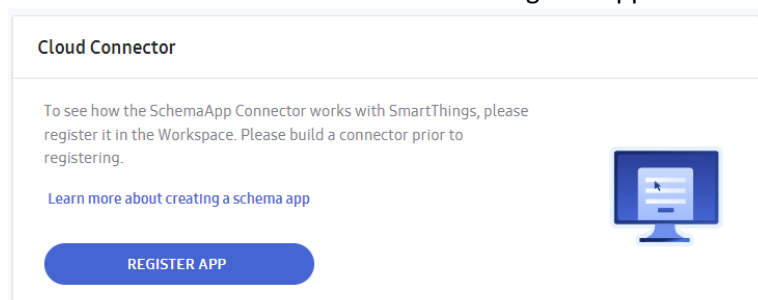 Cloud Connector
To see how the SchemaApp Connector works with SmartThings, please
register it in the Workspace. Please build a connector prior to
registering.
Learn more about creating a schema app
REGISTER APP